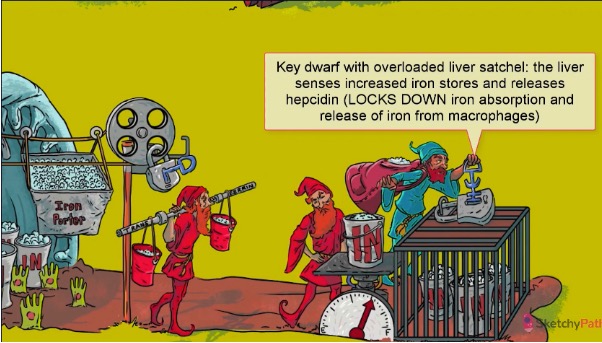 Key dwarf with overloaded liver satchel: the liver
senses increased iron stores and releases
hepcidin (LOCKS DOWN iron absorption and
release of iron from macrophages)
Iron
Porter
IN
IN
E
F
SketchyPath